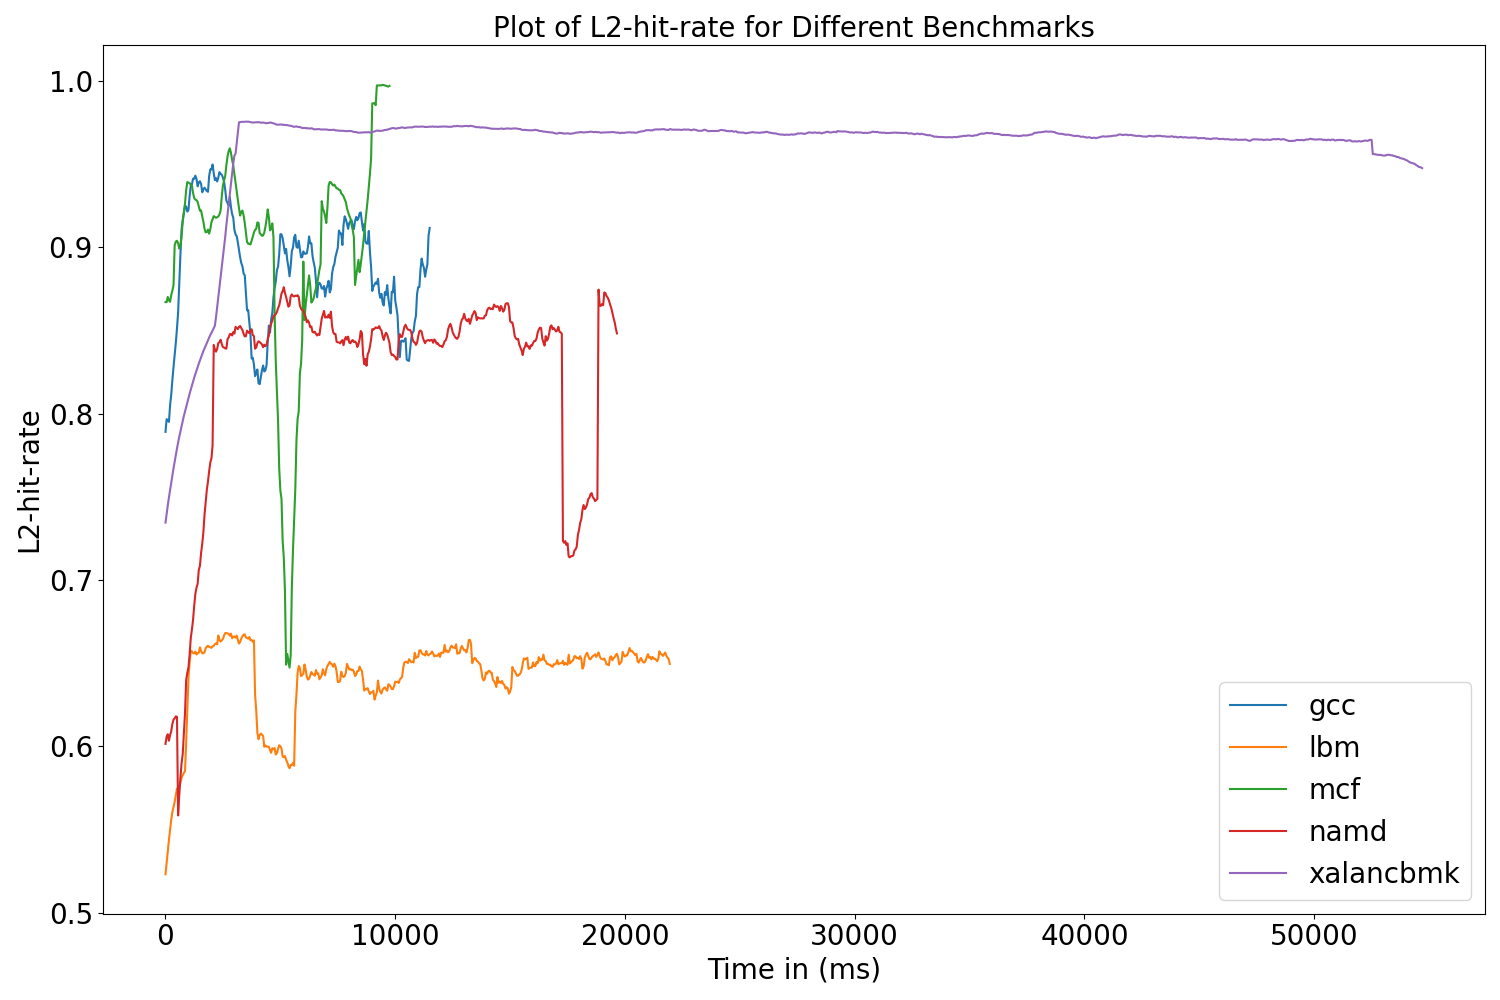 Plot of L2-hit-rate for Different Benchmarks
1.0
0.9
0.8
0.7
0.6
0.5
L2-hit-rate
0 10000 20000 30000 40000 50000
Time in (ms)
gcc
lbm
mcf
namd
xalancbmk